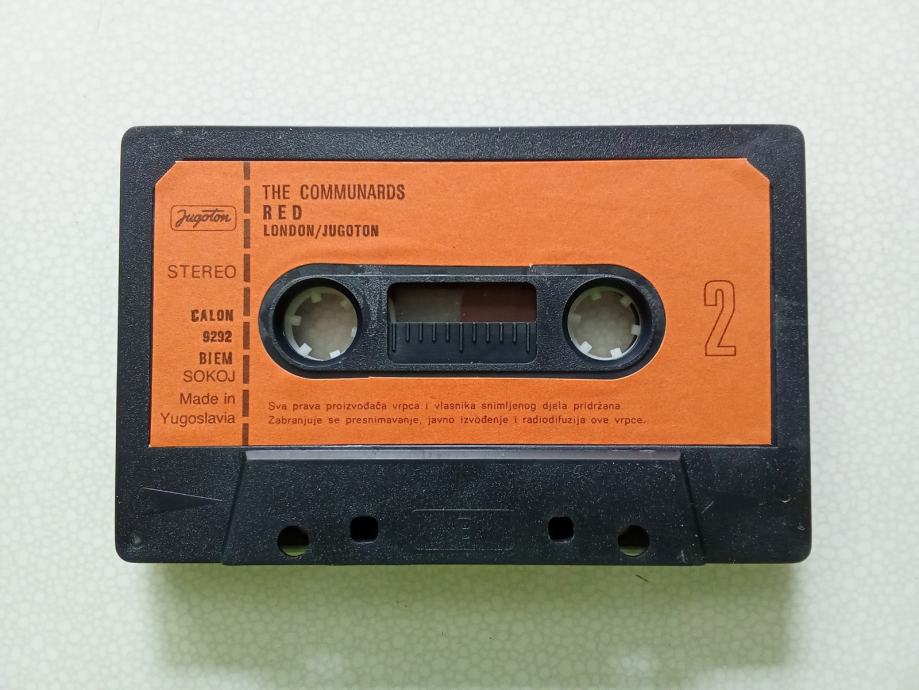 Jugoton
STEREO
CALON
9292
BIEM
SOKOJ
Made in
Yugoslavia
THE COMMUNARDS
RED
LONDON/JUGOTON
2
Sva prava proizvođača vrpca i vlasnika snimljenog djela pridržana.
Zabranjuje se presnimavanje, javno izvođenje i radiodifuzija ove vrpce.
B